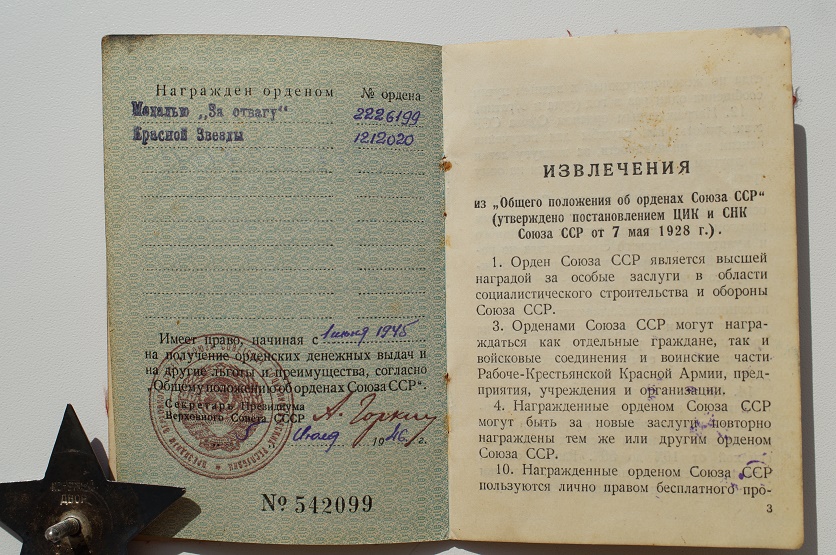 Награжден орденом № ордена
Медалью „За отвагу“ 2226199
Красной Звезды 1212020
Имеет право, начиная с 1 июня 1945
на получение орденских денежных выдач и
на другие льготы и преимущества, согласно
„Общему положению об орденах Союза ССР“.
Секретарь Президиума
Верховного Совета СССР А. Горкин
июля 1946 г.
№ 542099
МОНЕТНЫЙ
ДВОР
ИЗВЛЕЧЕНИЯ
из „Общего положения об орденах Союза ССР“
(утверждено постановлением ЦИК и СНК
Союза ССР от 7 мая 1928 г.).
1. Орден Союза ССР является высшей
наградой за особые заслуги в области
социалистического строительства и обороны
Союза ССР.
3. Орденами Союза ССР могут награ-
ждаться как отдельные граждане, так и
войсковые соединения и воинские части
Рабоче-Крестьянской Красной Армии, пред-
приятия, учреждения и организации.
4. Награжденные орденом Союза ССР
могут быть за новые заслуги повторно
награждены тем же или другим орденом
Союза ССР.
10. Награжденные орденом Союза ССР
пользуются лично правом бесплатного про-
3